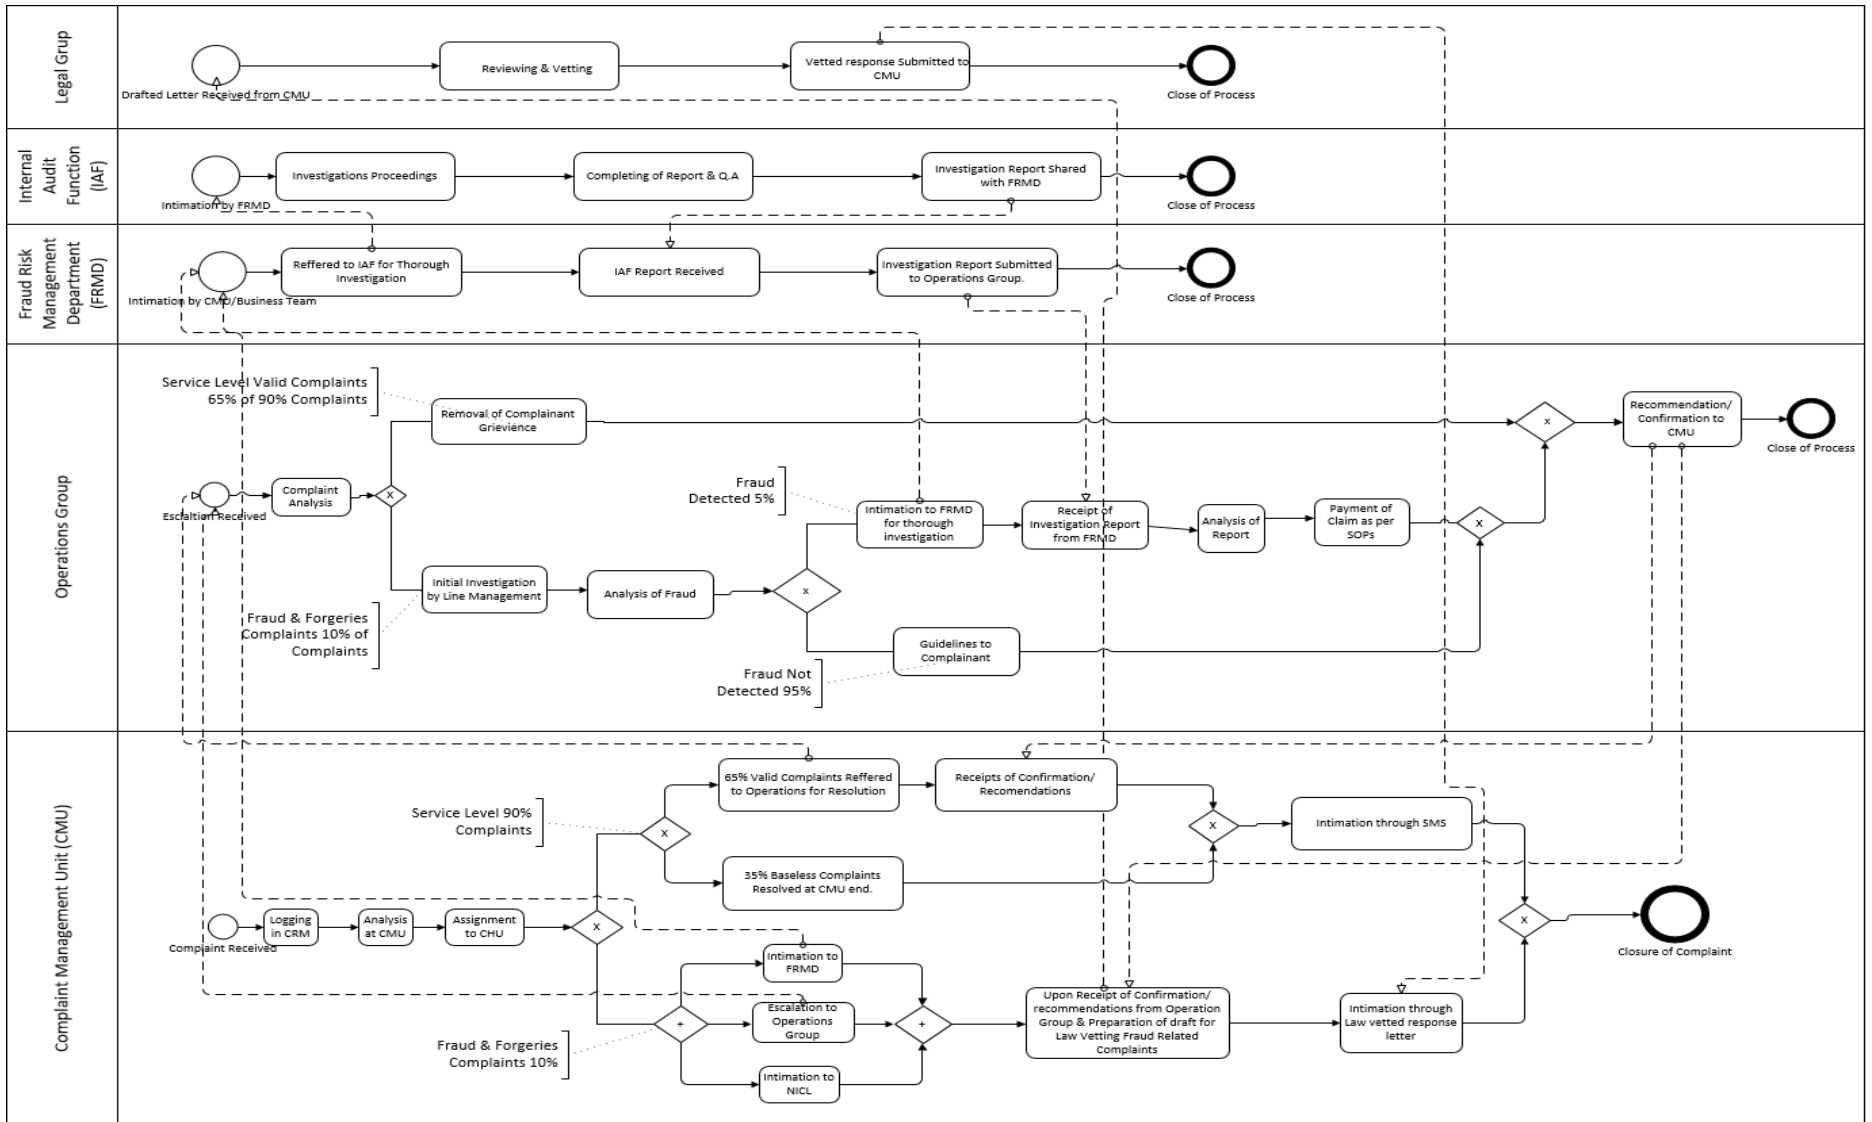 Legal Grup
Drafted Letter Received from CMU
Reviewing & Vetting
Vetted response Submitted to
CMU
Close of Process
Internal
Audit
Function
(IAF)
Intimation by FRMD
Investigations Proceedings
Completing of Report & Q.A
Investigation Report Shared
with FRMD
Close of Process
Fraud Risk
Management
Department
(FRMD)
Intimation by CMU/Business Team
Reffered to IAF for Thorough
Investigation
IAF Report Received
Investigation Report Submitted
to Operations Group.
Close of Process
Operations Group
Service Level Valid Complaints
65% of 90% Complaints
Removal of Complainant
Grievience
Escaltion Received
Complaint
Analysis
x
Fraud & Forgeries
Complaints 10% of
Complaints
Initial Investigation
by Line Management
Analysis of Fraud
x
Fraud
Detected 5%
Intimation to FRMD
for thorough
investigation
Receipt of
Investigation Report
from FRMD
Analysis of
Report
Payment of
Claim as per
SOPs
x
Fraud Not
Detected 95%
Guidelines to
Complainant
x
Recommendation/
Confirmation to
CMU
Close of Process
Complaint Management Unit (CMU)
Complaint Received
Logging
in CRM
Analysis
at CMU
Assignment
to CHU
x
Service Level 90%
Complaints
x
65% Valid Complaints Reffered
to Operations for Resolution
Receipts of Confirmation/
Recomendations
35% Baseless Complaints
Resolved at CMU end.
x
Intimation through SMS
Fraud & Forgeries
Complaints 10%
+
Intimation to
FRMD
Escalation to
Operations
Group
Intimation to
NICL
+
Upon Receipt of Confirmation/
recommendations from Operation
Group & Preparation of draft for
Law Vetting Fraud Related
Complaints
Intimation through
Law vetted response
letter
x
Closure of Complaint